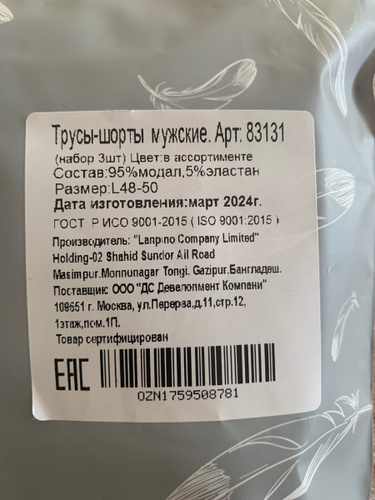 Трусы-шорты мужские. Арт: 83131
(набор 3шт) Цвет:в ассортименте
Состав:95%модал,5%эластан
Размер:L48-50
Дата изготовления:март 2024г.
ГОСТ Р ИСО 9001-2015 ( ISO 9001:2015 )
Производитель: "Lanpino Company Limited"
Holding-02 Shahid Sundor Ail Road
Masimpur.Monnunagar Tongi. Gazipur.Бангладеш.
Поставщик: ООО "ДС Девелопмент Компани"
109651 г. Москва, ул.Перерва,д.11,стр.12,
1этаж,пом.1П.
Товар сертифицирован
EAC
OZN1759508781